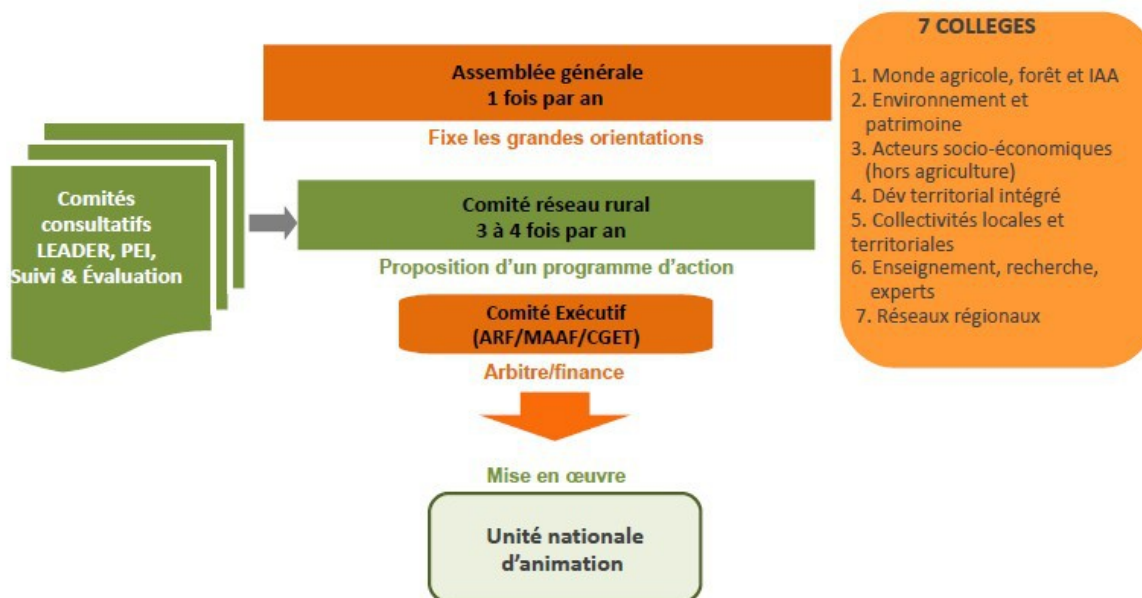 Assemblée générale
1 fois par an
Fixe les grandes orientations
Comités
consultatifs
LEADER, PEI,
Suivi & Évaluation
Comité réseau rural
3 à 4 fois par an
Proposition d'un programme d'action
Comité Exécutif
(ARF/MAAF/CGET)
Arbitre/finance
Mise en œuvre
Unité nationale
d'animation
7 COLLEGES
1. Monde agricole, forêt et IAA
2. Environnement et
patrimoine
3. Acteurs socio-économiques
(hors agriculture)
4. Dév territorial intégré
5. Collectivités locales et
territoriales
6. Enseignement, recherche,
experts
7. Réseaux régionaux